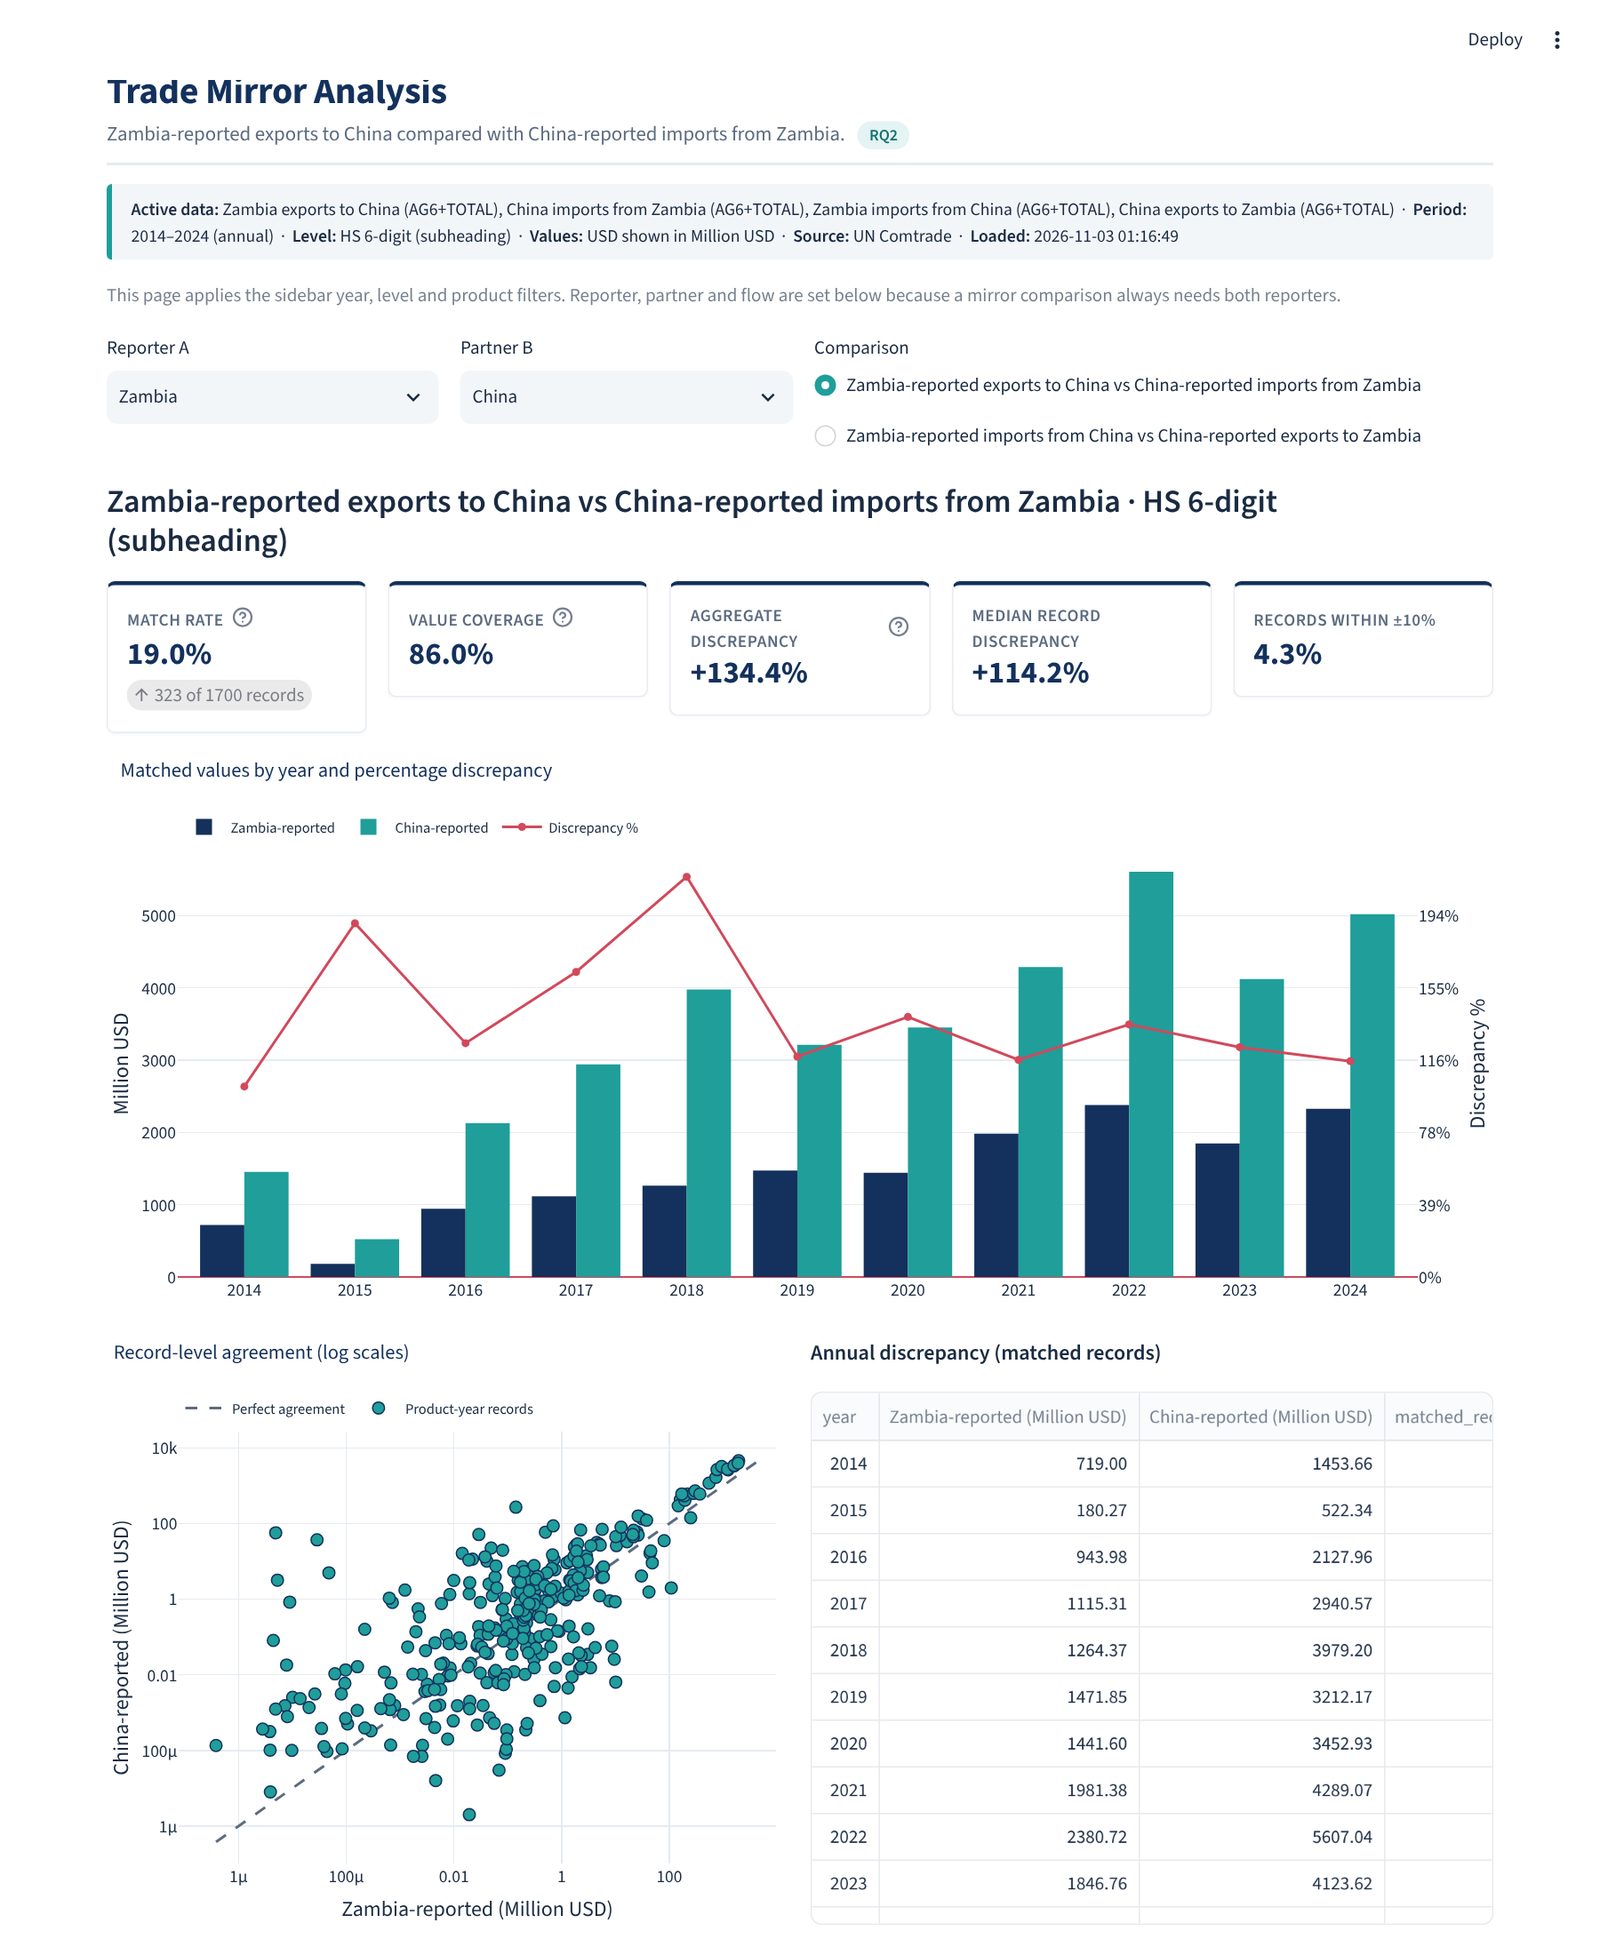 Deploy
Trade Mirror Analysis
Zambia-reported exports to China compared with China-reported imports from Zambia. RQ2
Active data: Zambia exports to China (AG6+TOTAL), China imports from Zambia (AG6+TOTAL), Zambia imports from China (AG6+TOTAL), China exports to Zambia (AG6+TOTAL) · Period:
2014–2024 (annual) · Level: HS 6-digit (subheading) · Values: USD shown in Million USD · Source: UN Comtrade · Loaded: 2026-11-03 01:16:49
This page applies the sidebar year, level and product filters. Reporter, partner and flow are set below because a mirror comparison always needs both reporters.
Reporter A
Zambia
Partner B
China
Comparison
Zambia-reported exports to China vs China-reported imports from Zambia
Zambia-reported imports from China vs China-reported exports to Zambia
Zambia-reported exports to China vs China-reported imports from Zambia · HS 6-digit
(subheading)
MATCH RATE
19.0%
↑ 323 of 1700 records
VALUE COVERAGE
86.0%
AGGREGATE
DISCREPANCY
+134.4%
MEDIAN RECORD
DISCREPANCY
+114.2%
RECORDS WITHIN ±10%
4.3%
Matched values by year and percentage discrepancy
Zambia-reported China-reported Discrepancy %
5000
4000
3000
2000
1000
0
Million USD
194%
155%
116%
78%
39%
0%
Discrepancy %
2014 2015 2016 2017 2018 2019 2020 2021 2022 2023 2024
Record-level agreement (log scales)
Perfect agreement Product-year records
10k
100
1
0.01
100μ
1μ
China-reported (Million USD)
1μ 100μ 0.01 1 100
Zambia-reported (Million USD)
Annual discrepancy (matched records)
year Zambia-reported (Million USD) China-reported (Million USD) matched_rec
2014 719.00 1453.66
2015 180.27 522.34
2016 943.98 2127.96
2017 1115.31 2940.57
2018 1264.37 3979.20
2019 1471.85 3212.17
2020 1441.60 3452.93
2021 1981.38 4289.07
2022 2380.72 5607.04
2023 1846.76 4123.62